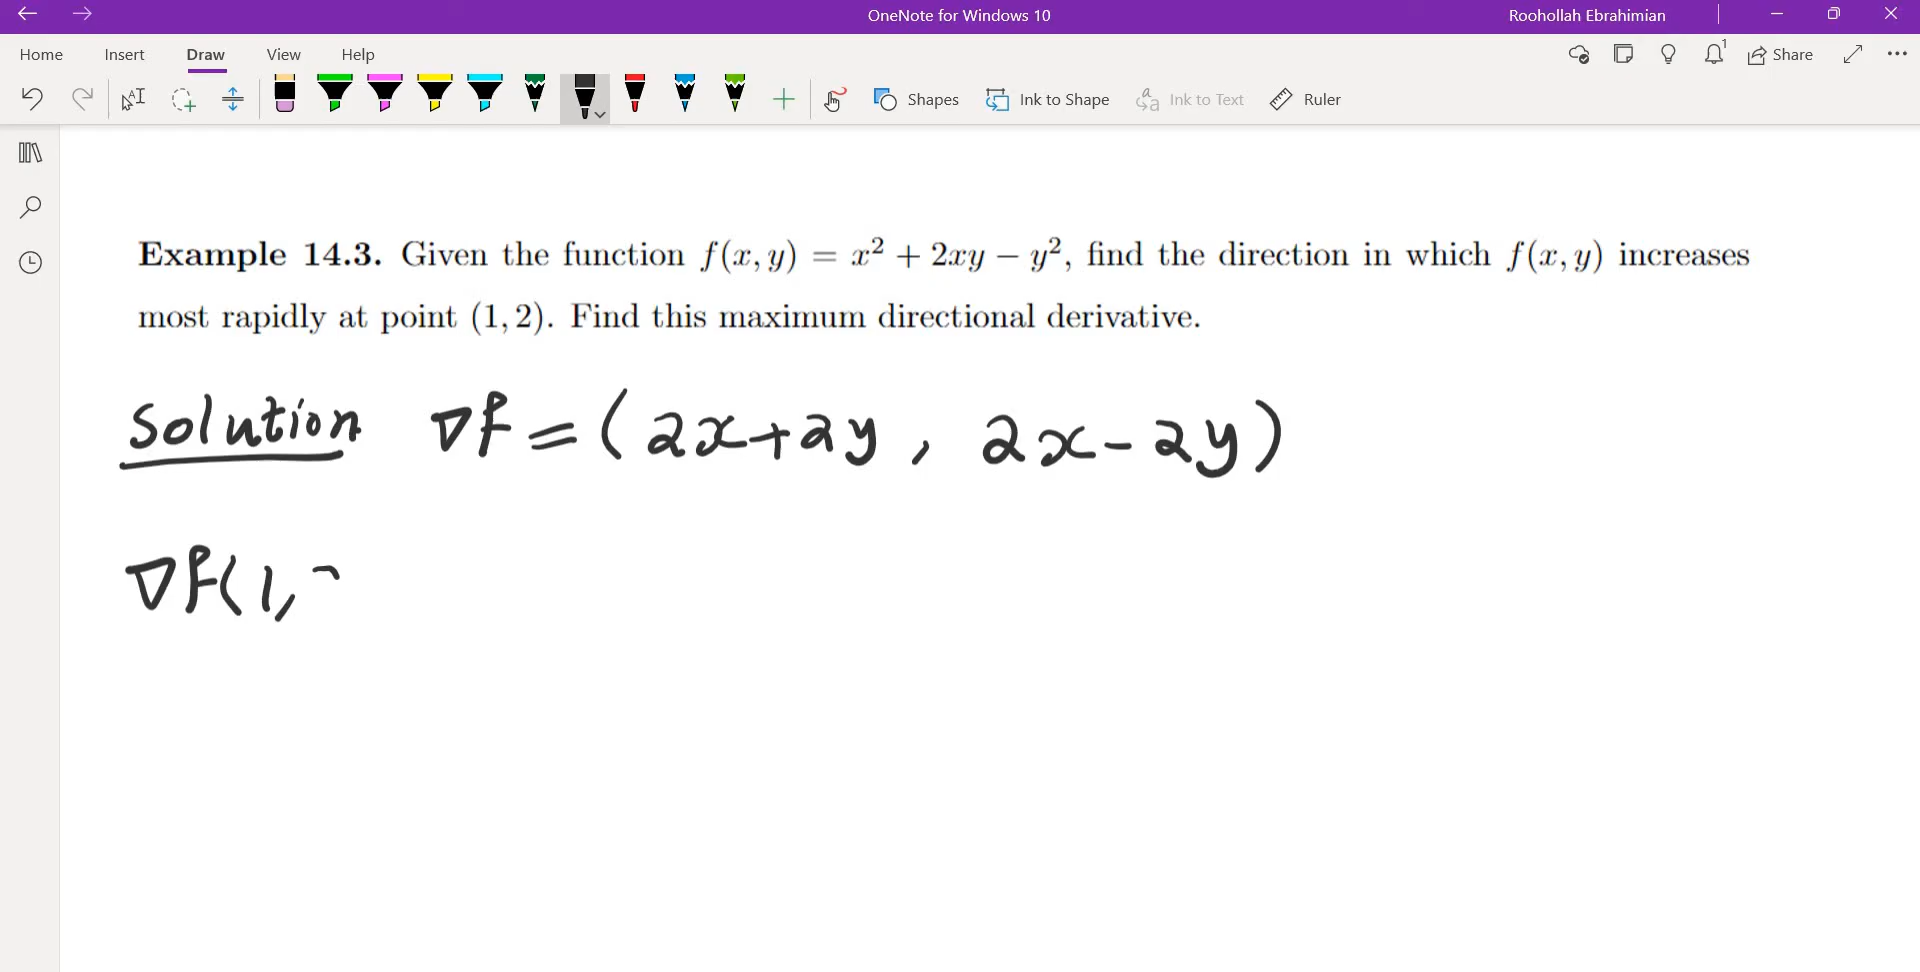 OneNote for Windows 10
Roohollah Ebrahimian
Home Insert Draw View Help
1 Share
Shapes Ink to Shape Ink to Text Ruler
Example 14.3. Given the function f(x, y) = x² + 2xy − y², find the direction in which f(x, y) increases
most rapidly at point (1, 2). Find this maximum directional derivative.
Solution ∇f = (2x+2y, 2x-2y)
∇f(1,